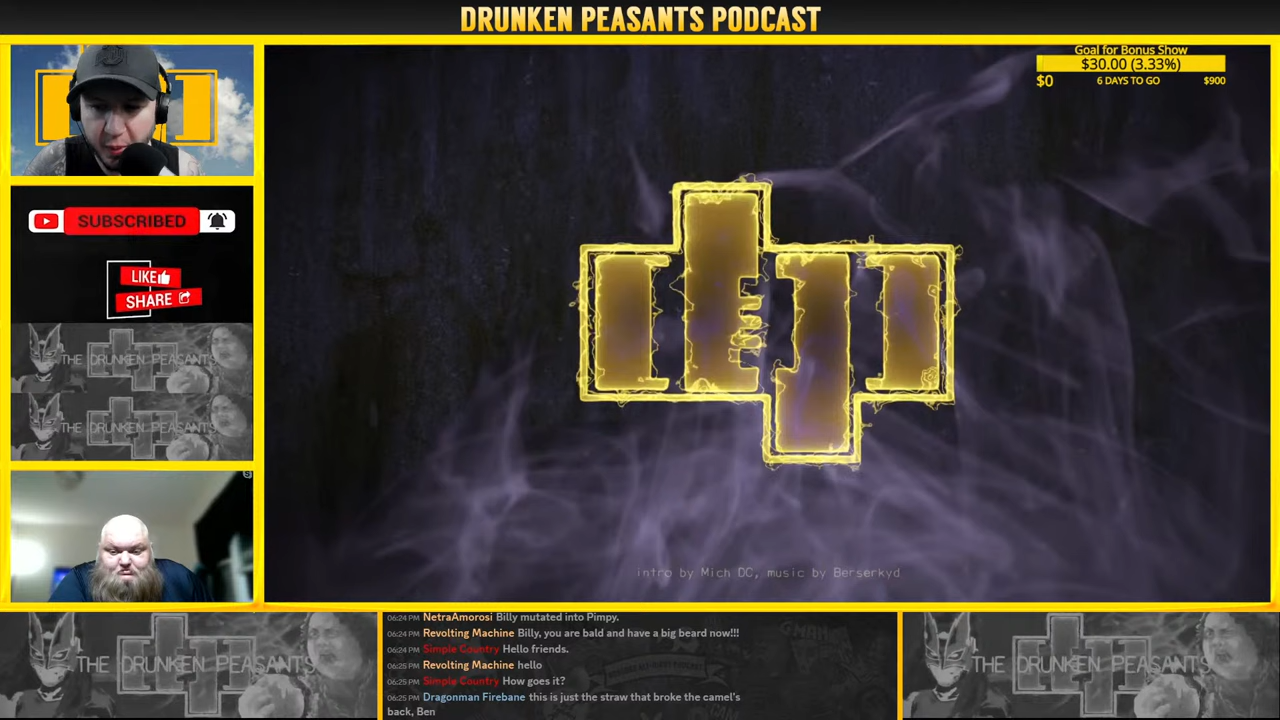 DRUNKEN PEASANTS PODCAST
Goal for Bonus Show
$30.00 (3.33%)
$0 6 DAYS TO GO $900
SUBSCRIBED
LIKE
SHARE
THE DRUNKEN PEASANTS
THE DRUNKEN PEASANTS
intro by Mich DC, music by Berserkyd
06:24 PM NetraAmorosi Billy mutated into Pimpy.
06:24 PM Revolting Machine Billy, you are bald and have a big beard now!!!
06:24 PM Simple Country Hello friends.
06:25 PM Revolting Machine hello
06:25 PM Simple Country How goes it?
06:25 PM Dragonman Firebane this is just the straw that broke the camel's
back, Ben
THE DRUNKEN PEASANTS
THE DRUNKEN PEASANTS